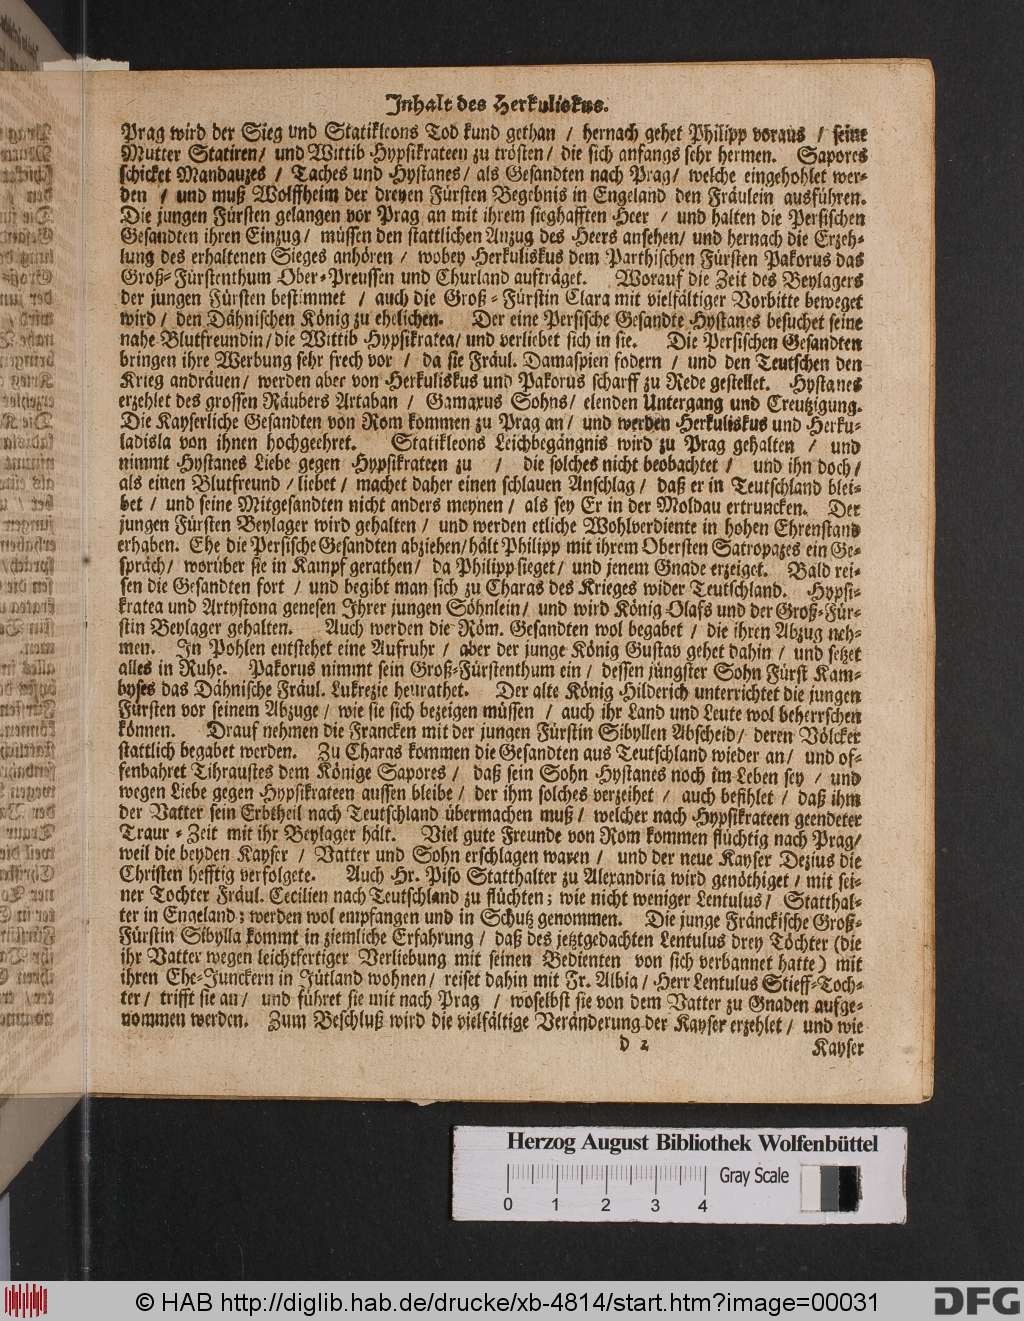 Inhalt des Herkuliskus.
Prag wird der Sieg und Statikleons Tod kund gethan / hernach gehet Philipp voraus / seine
Mutter Statiren / und Wittib Hypsikrateen zu trösten / die sich anfangs sehr hermen. Sapores
schicket Mandauzes / Taches und Hystanes / als Gesandten nach Prag / welche eingehohlet wer-
den / und muß Wolffheim der dreyen Fürsten Begebnis in Engeland den Fräulein ausführen.
Die jungen Fürsten gelangen vor Prag an mit ihrem sieghafften Heer / und halten die Persischen
Gesandten ihren Einzug / müssen den stattlichen Anzug des Heers ansehen / und hernach die Erzeh-
lung des erhaltenen Sieges anhören / wobey Herkuliskus dem Parthischen Fürsten Pakorus das
Groß-Fürstenthum Ober-Preussen und Churland aufträget. Worauf die Zeit des Beylagers
der jungen Fürsten bestimmet / auch die Groß-Fürstin Clara mit vielfältiger Vorbitte beweget
wird / den Dähnischen König zu ehelichen. Der eine Persische Gesandte Hystanes besuchet seine
nahe Blutfreundin / die Wittib Hypsikratea / und verliebet sich in sie. Die Persischen Gesandten
bringen ihre Werbung sehr frech vor / da sie Fräul. Damaspien fodern / und den Teutschen den
Krieg andräuen / werden aber von Herkuliskus und Pakorus scharff zu Rede gestellet. Hystanes
erzehlet des grossen Räubers Artaban / Gamaxus Sohns / elenden Untergang und Creutzigung.
Die Kayserliche Gesandten von Rom kommen zu Prag an / und werden Herkuliskus und Herku-
ladisla von ihnen hochgeehret. Statikleons Leichbegängnis wird zu Prag gehalten / und
nimmt Hystanes Liebe gegen Hypsikrateen zu / die solches nicht beobachtet / und ihn doch /
als einen Blutfreund / liebet / machet daher einen schlauen Anschlag / daß er in Teutschland blei-
bet / und seine Mitgesandten nicht anders meynen / als sey Er in der Moldau ertruncken. Der
jungen Fürsten Beylager wird gehalten / und werden etliche Wohlverdiente in hohen Ehrenstand
erhaben. Ehe die Persische Gesandten abziehen / hält Philipp mit ihrem Obersten Satropazes ein Ge-
spräch / worüber sie in Kampf gerathen / da Philipp sieget / und jenem Gnade erzeiget. Bald rei-
sen die Gesandten fort / und begibt man sich zu Charas des Krieges wider Teutschland. Hypsi-
kratea und Artystona genesen Ihrer jungen Söhnlein / und wird König Olafs und der Groß-Für-
stin Beylager gehalten. Auch werden die Röm. Gesandten wol begabet / die ihren Abzug neh-
men. In Pohlen entstehet eine Aufruhr / aber der junge König Gustav gehet dahin / und setzet
alles in Ruhe. Pakorus nimmt sein Groß-Fürstenthum ein / dessen jüngster Sohn Fürst Kam-
byses das Dähnische Fräul. Lukrezie heurathet. Der alte König Hilderich unterrichtet die jungen
Fürsten vor seinem Abzuge / wie sie sich bezeigen müssen / auch ihr Land und Leute wol beherrschen
können. Drauf nehmen die Francken mit der jungen Fürstin Sibyllen Abscheid / deren Völcker
stattlich begabet werden. Zu Charas kommen die Gesandten aus Teutschland wieder an / und of-
fenbahret Tihraustes dem Könige Sapores / daß sein Sohn Hystanes noch im Leben sey / und
wegen Liebe gegen Hypsikrateen aussen bleibe / der ihm solches verzeihet / auch befihlet / daß ihm
der Vatter sein Erbtheil nach Teutschland übermachen muß / welcher nach Hypsikrateen geendeter
Traur-Zeit mit ihr Beylager hält. Viel gute Freunde von Rom kommen flüchtig nach Prag /
weil die beyden Kayser / Vatter und Sohn erschlagen waren / und der neue Kayser Dezius die
Christen hefftig verfolgete. Auch Hr. Piso Statthalter zu Alexandria wird genöthiget / mit sei-
ner Tochter Fräul. Cecilien nach Teutschland zu flüchten; wie nicht weniger Lentulus / Statthal-
ter in Engeland; werden wol empfangen und in Schutz genommen. Die junge Fränckische Groß-
Fürstin Sibylla kommt in ziemliche Erfahrung / daß des jetztgedachten Lentulus drey Töchter (die
ihr Vatter wegen leichtfertiger Verliebung mit seinen Bedienten von sich verbannet hatte) mit
ihren Ehe-Junckern in Jütland wohnen / reiset dahin mit Fr. Albia / Herr Lentulus Stieff-Toch-
ter / trifft sie an / und führet sie mit nach Prag / woselbst sie von dem Vatter zu Gnaden aufge-
nommen werden. Zum Beschluß wird die vielfältige Veränderung der Kayser erzehlet / und wie
d 2 Kayser
Herzog August Bibliothek Wolfenbüttel
Gray Scale
0 1 2 3 4
© HAB http://diglib.hab.de/drucke/xb-4814/start.htm?image=00031
DFG